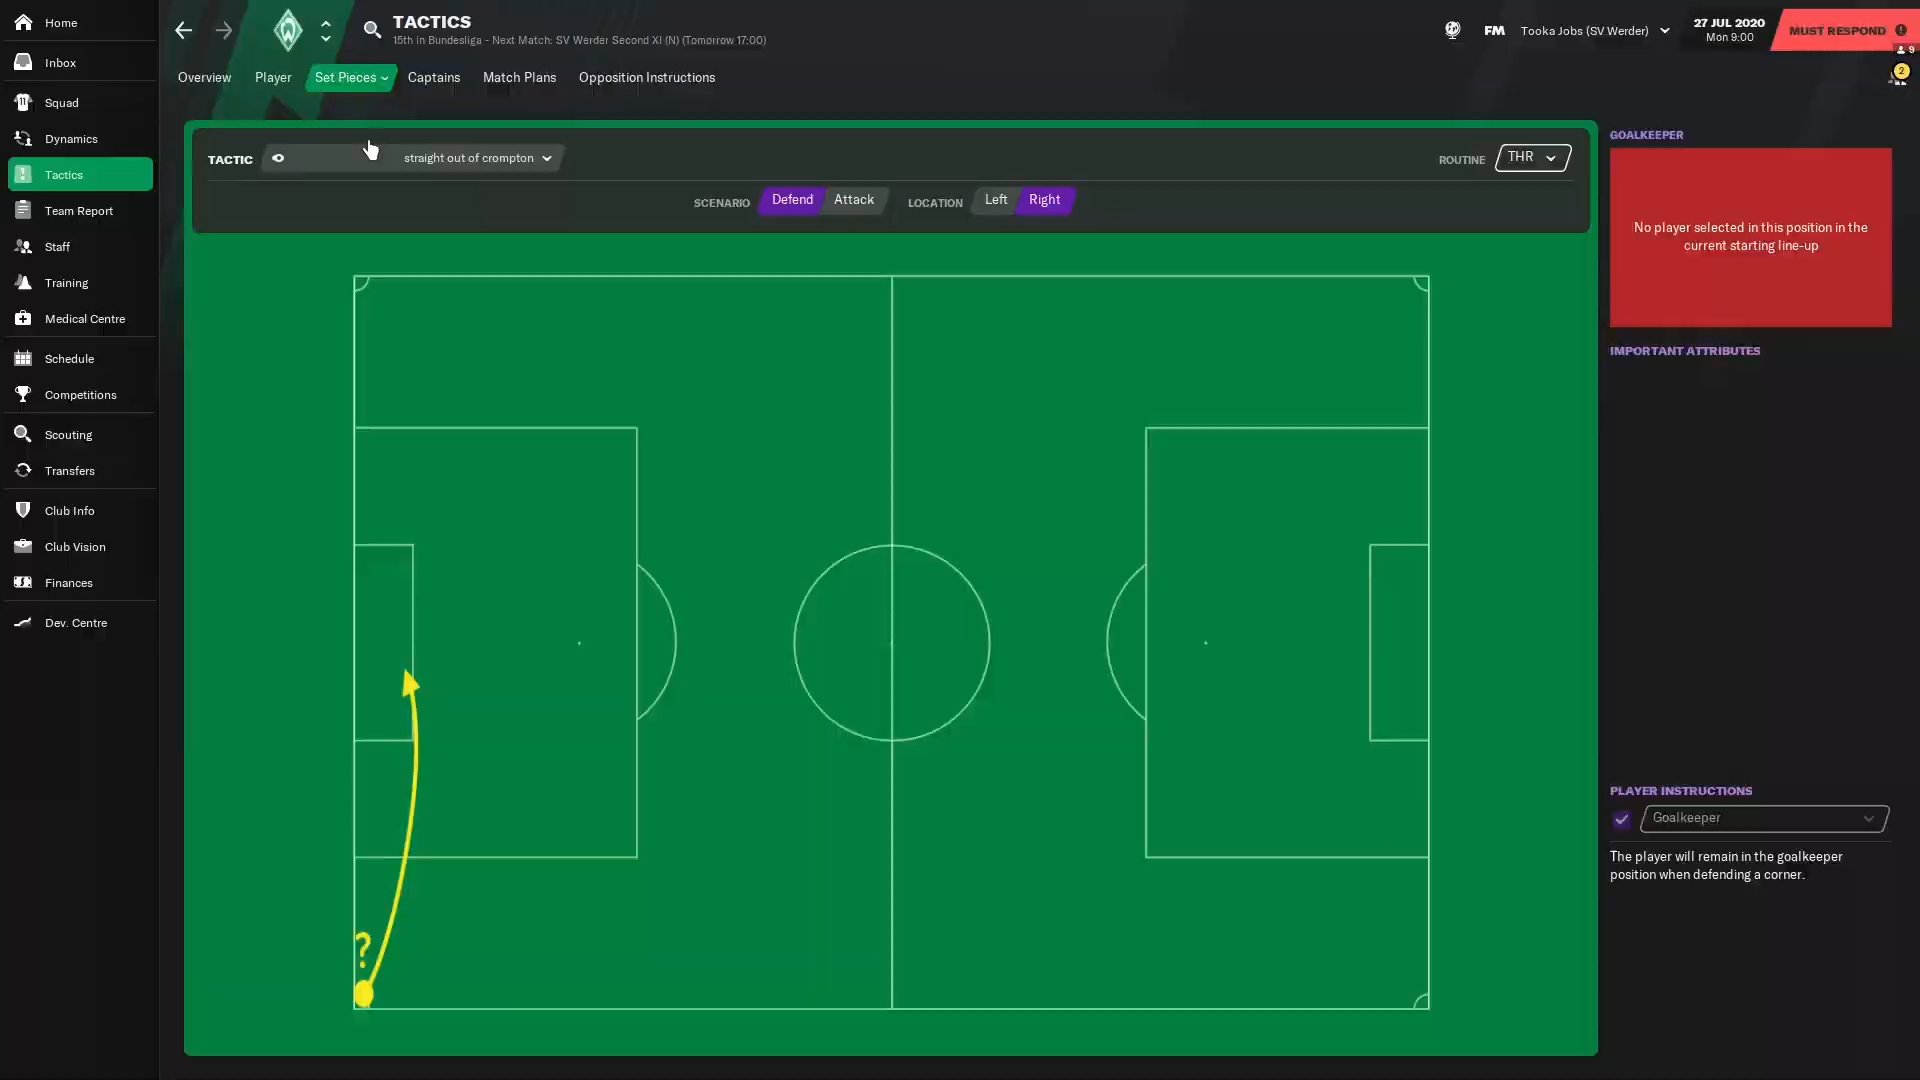 Home
Inbox
Squad
Dynamics
Tactics
Team Report
Staff
Training
Medical Centre
Schedule
Competitions
Scouting
Transfers
Club Info
Club Vision
Finances
Dev. Centre
TACTICS
15th in Bundesliga - Next Match: SV Werder Second XI (N) (Tomorrow 17:00)
FM
Tooka Jobs (SV Werder)
27 JUL 2020
Mon 9:00
MUST RESPOND
9
2
Overview
Player
Set Pieces
Captains
Match Plans
Opposition Instructions
TACTIC
straight out of crompton
ROUTINE
THR
SCENARIO
Defend
Attack
LOCATION
Left
Right
?
GOALKEEPER
No player selected in this position in the
current starting line-up
IMPORTANT ATTRIBUTES
PLAYER INSTRUCTIONS
Goalkeeper
The player will remain in the goalkeeper
position when defending a corner.